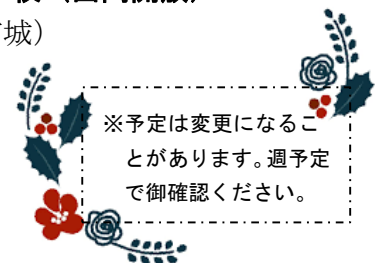 城）
※予定は変更になるこ
とがあります。週予定
で御確認ください。